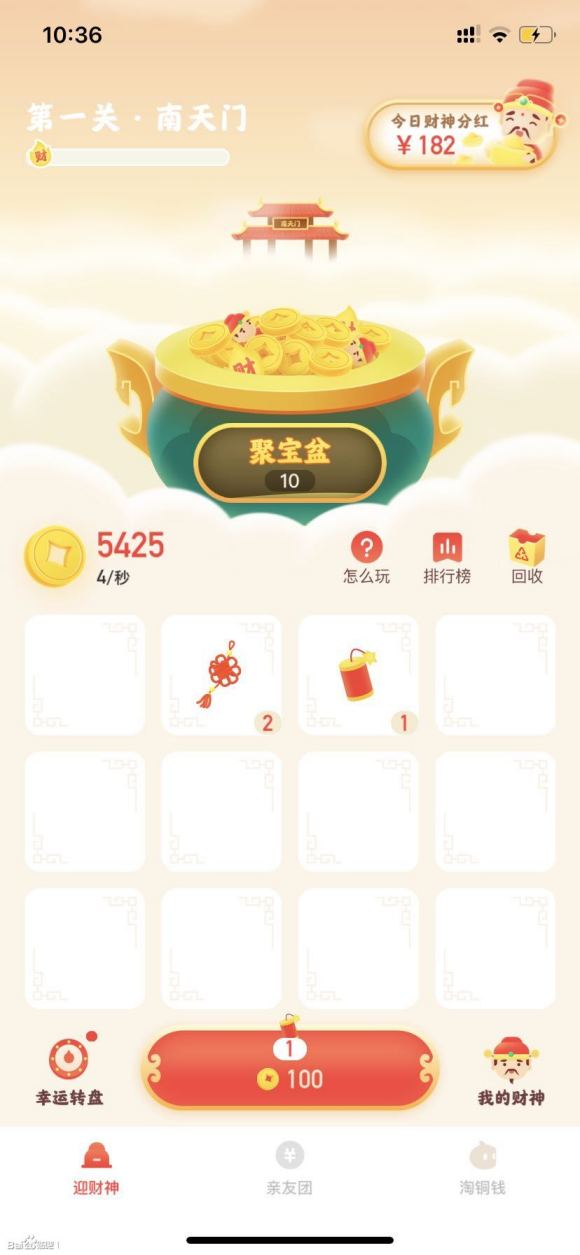 10:36
第一关·南天门
财
今日财神分红
¥182
南天门
财
聚宝盆
10
5425
4/秒
怎么玩
排行榜
回收
2
1
1
100
幸运转盘
我的财神
¥
迎财神
亲友团
淘铜钱
Bai 贴吧